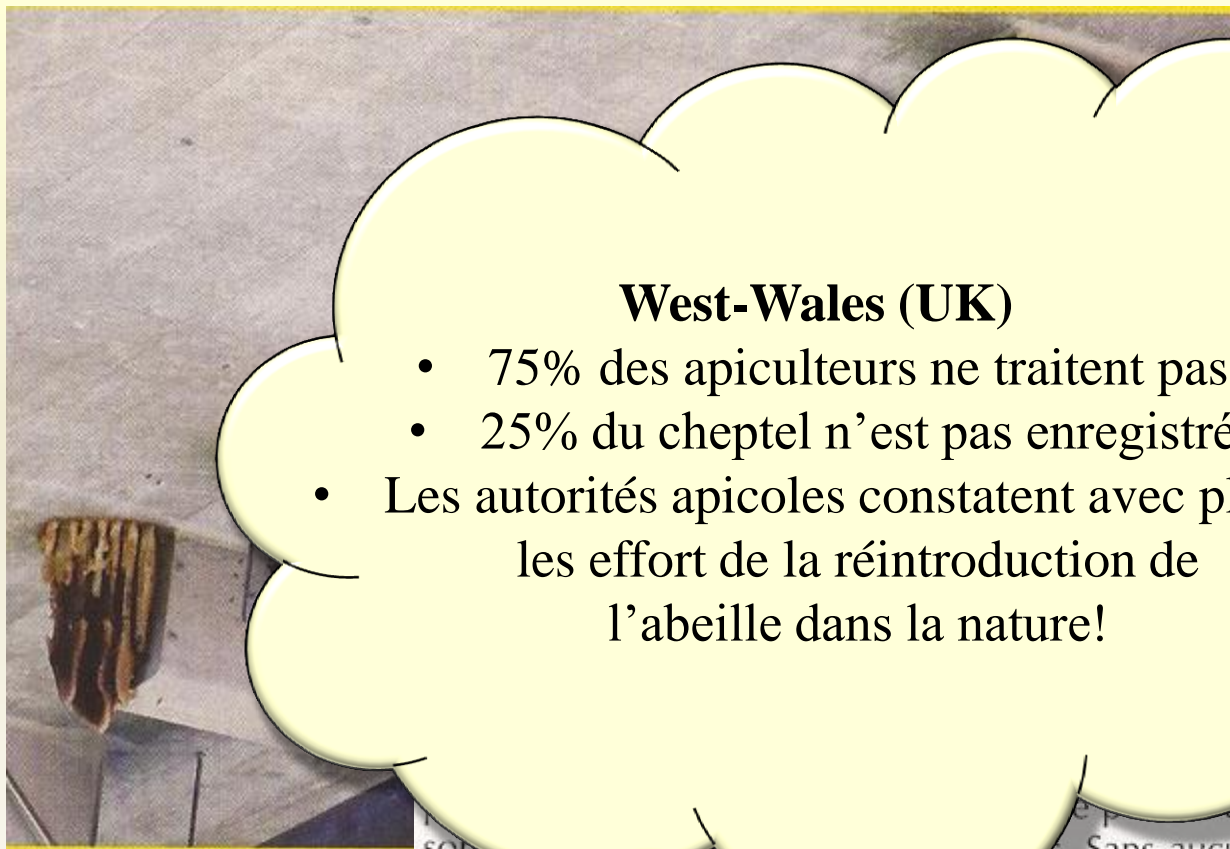 West-Wales (UK)
• 75% des apiculteurs ne traitent pas
• 25% du cheptel n’est pas enregistré
• Les autorités apicoles constatent avec
les effort de la réintroduction de
l’abeille dans la nature!